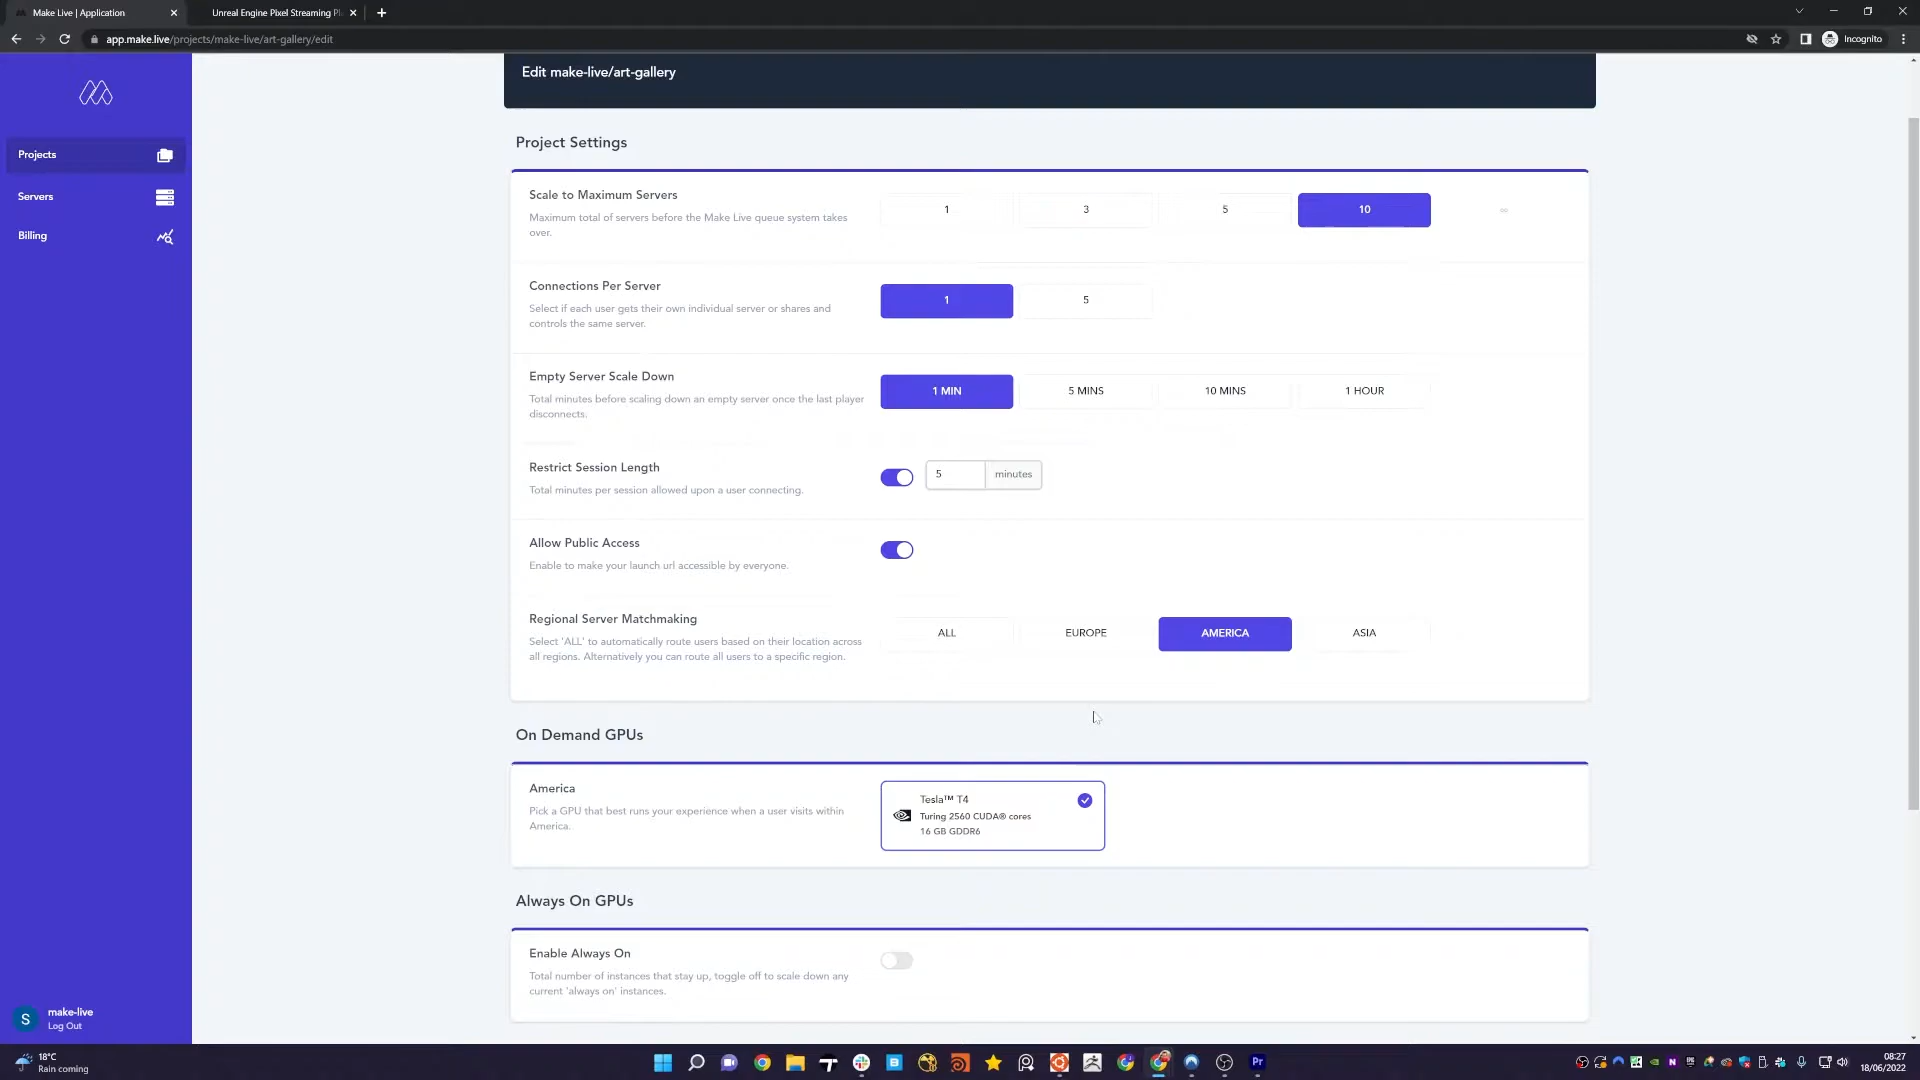 Make Live | Application
Unreal Engine Pixel Streaming Pl
app.make.live/projects/make-live/art-gallery/edit
Incognito
Projects
Servers
Billing
Edit make-live/art-gallery
Project Settings
Scale to Maximum Servers
Maximum total of servers before the Make Live queue system takes
over.
1 3 5 10 ∞
Connections Per Server
Select if each user gets their own individual server or shares and
controls the same server.
1 5
Empty Server Scale Down
Total minutes before scaling down an empty server once the last player
disconnects.
1 MIN 5 MINS 10 MINS 1 HOUR
Restrict Session Length
Total minutes per session allowed upon a user connecting.
5 minutes
Allow Public Access
Enable to make your launch url accessible by everyone.
Regional Server Matchmaking
Select 'ALL' to automatically route users based on their location across
all regions. Alternatively you can route all users to a specific region.
ALL EUROPE AMERICA ASIA
On Demand GPUs
America
Pick a GPU that best runs your experience when a user visits within
America.
Tesla™ T4
Turing 2560 CUDA® cores
16 GB GDDR6
Always On GPUs
Enable Always On
Total number of instances that stay up, toggle off to scale down any
current 'always on' instances.
S
make-live
Log Out
18°C
Rain coming
Pr
08:27
18/06/2022